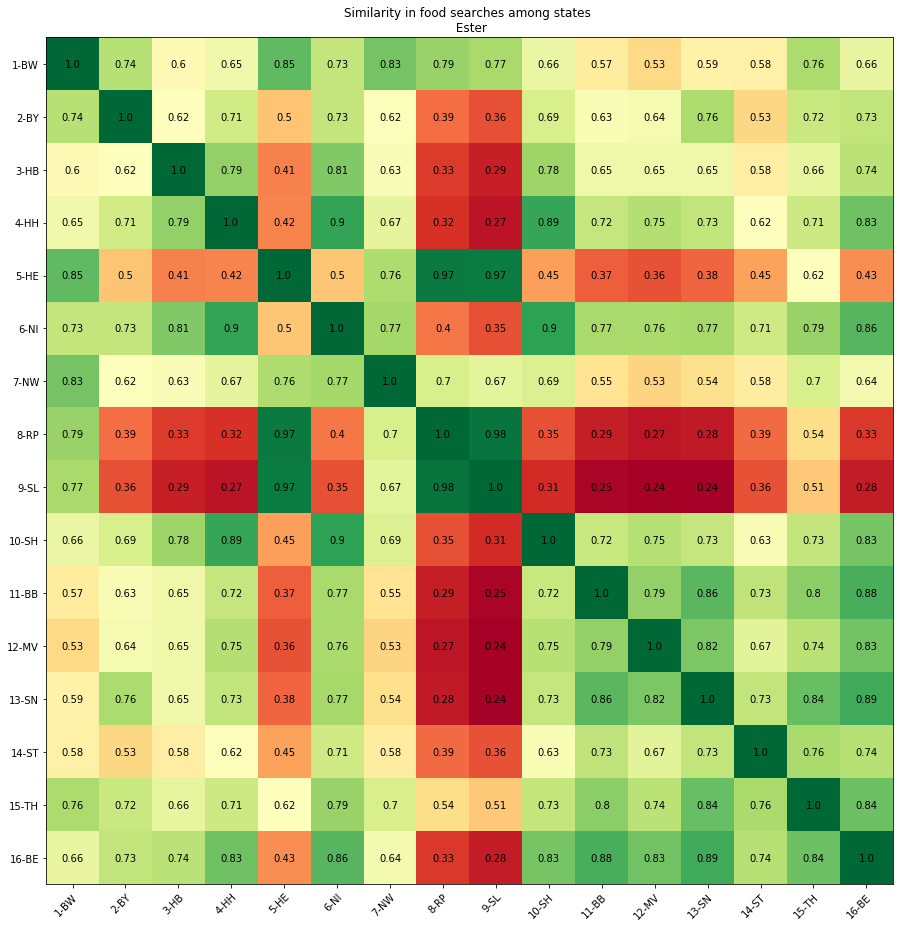 Similarity in food searches among states
Ester
1-BW 1.0 0.74 0.6 0.65 0.85 0.73 0.83 0.79 0.77 0.66 0.57 0.53 0.59 0.58 0.76 0.66
2-BY 0.74 1.0 0.62 0.71 0.5 0.73 0.62 0.39 0.36 0.69 0.63 0.64 0.76 0.53 0.72 0.73
3-HB 0.6 0.62 1.0 0.79 0.41 0.81 0.63 0.33 0.29 0.78 0.65 0.65 0.65 0.58 0.66 0.74
4-HH 0.65 0.71 0.79 1.0 0.42 0.9 0.67 0.32 0.27 0.89 0.72 0.75 0.73 0.62 0.71 0.83
5-HE 0.85 0.5 0.41 0.42 1.0 0.5 0.76 0.97 0.97 0.45 0.37 0.36 0.38 0.45 0.62 0.43
6-NI 0.73 0.73 0.81 0.9 0.5 1.0 0.77 0.4 0.35 0.9 0.77 0.76 0.77 0.71 0.79 0.86
7-NW 0.83 0.62 0.63 0.67 0.76 0.77 1.0 0.7 0.67 0.69 0.55 0.53 0.54 0.58 0.7 0.64
8-RP 0.79 0.39 0.33 0.32 0.97 0.4 0.7 1.0 0.98 0.35 0.29 0.27 0.28 0.39 0.54 0.33
9-SL 0.77 0.36 0.29 0.27 0.97 0.35 0.67 0.98 1.0 0.31 0.25 0.24 0.24 0.36 0.51 0.28
10-SH 0.66 0.69 0.78 0.89 0.45 0.9 0.69 0.35 0.31 1.0 0.72 0.75 0.73 0.63 0.73 0.83
11-BB 0.57 0.63 0.65 0.72 0.37 0.77 0.55 0.29 0.25 0.72 1.0 0.79 0.86 0.73 0.8 0.88
12-MV 0.53 0.64 0.65 0.75 0.36 0.76 0.53 0.27 0.24 0.75 0.79 1.0 0.82 0.67 0.74 0.83
13-SN 0.59 0.76 0.65 0.73 0.38 0.77 0.54 0.28 0.24 0.73 0.86 0.82 1.0 0.73 0.84 0.89
14-ST 0.58 0.53 0.58 0.62 0.45 0.71 0.58 0.39 0.36 0.63 0.73 0.67 0.73 1.0 0.76 0.74
15-TH 0.76 0.72 0.66 0.71 0.62 0.79 0.7 0.54 0.51 0.73 0.8 0.74 0.84 0.76 1.0 0.84
16-BE 0.66 0.73 0.74 0.83 0.43 0.86 0.64 0.33 0.28 0.83 0.88 0.83 0.89 0.74 0.84 1.0
1-BW 2-BY 3-HB 4-HH 5-HE 6-NI 7-NW 8-RP 9-SL 10-SH 11-BB 12-MV 13-SN 14-ST 15-TH 16-BE